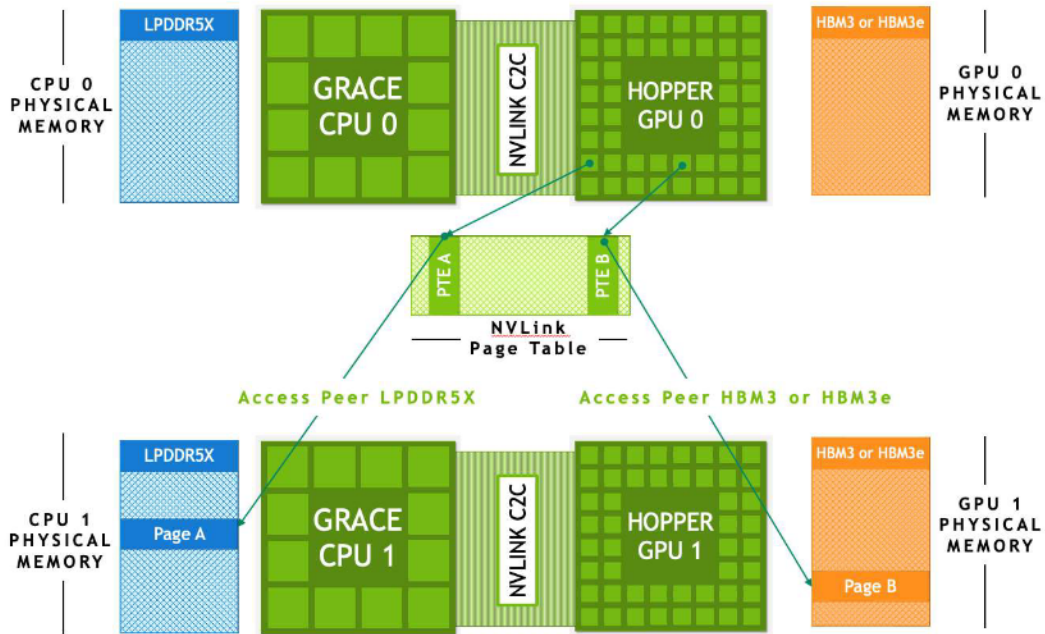 LPDDR5X
CPU 0
PHYSICAL
MEMORY
GRACE
CPU 0
NVLINK C2C
HOPPER
GPU 0
HBM3 or HBM3e
GPU 0
PHYSICAL
MEMORY
PTE A
PTE B
NVLink
Page Table
Access Peer LPDDR5X
Access Peer HBM3 or HBM3e
LPDDR5X
Page A
CPU 1
PHYSICAL
MEMORY
GRACE
CPU 1
NVLINK C2C
HOPPER
GPU 1
HBM3 or HBM3e
Page B
GPU 1
PHYSICAL
MEMORY